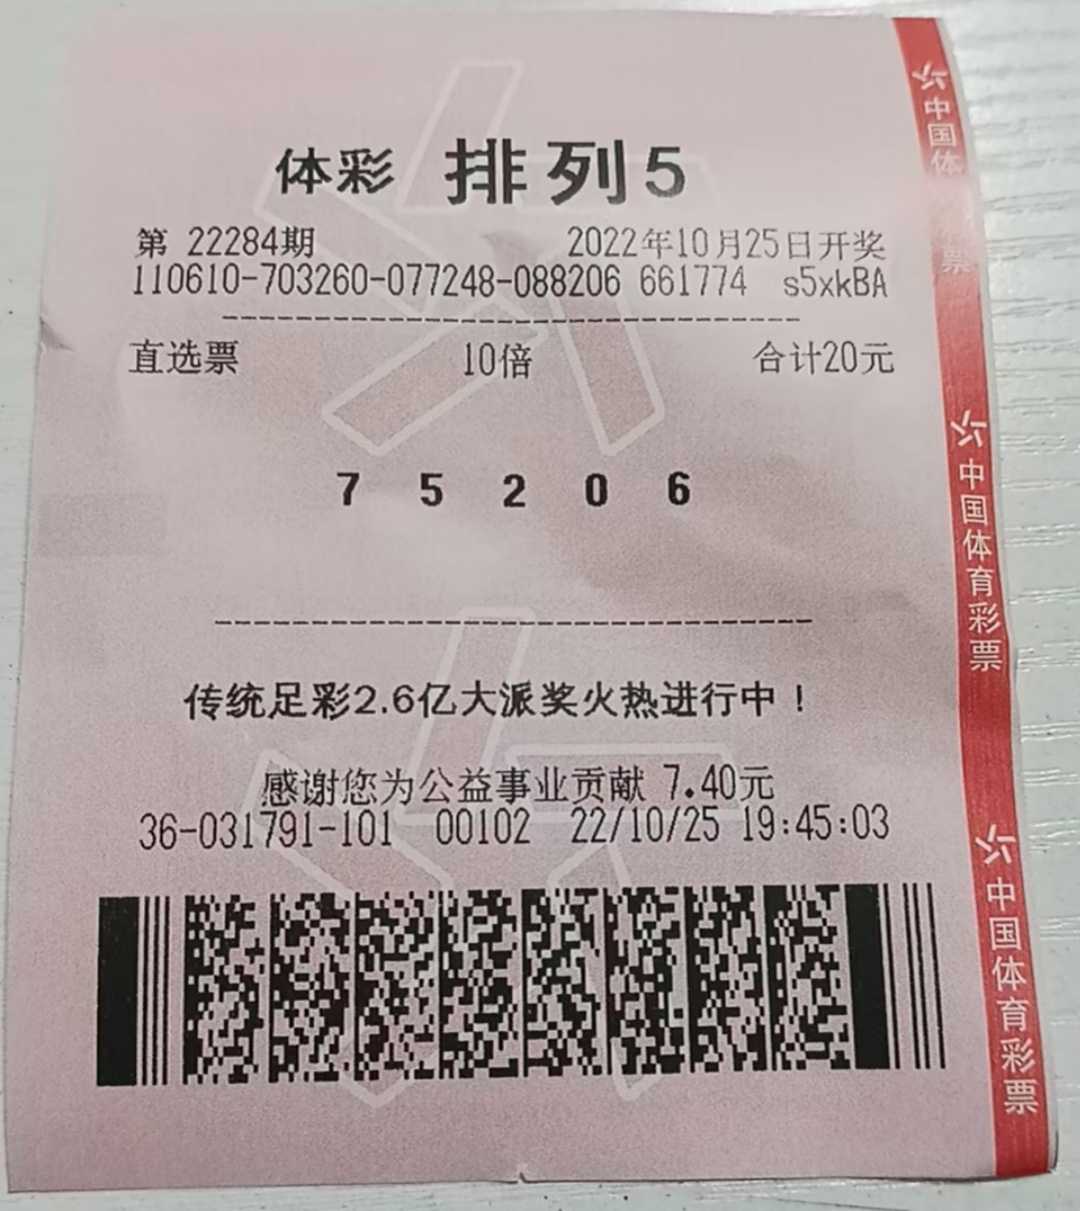 体彩 排列5
第 22284期 2022年10月25日开奖
110610-703260-077248-088206 661774 s5xkBA
直选票 10倍 合计20元
7 5 2 0 6
传统足彩2.6亿大派奖火热进行中！
感谢您为公益事业贡献 7.40元
36-031791-101 00102 22/10/25 19:45:03
中国体 票
中国体育彩票
中国体育彩票